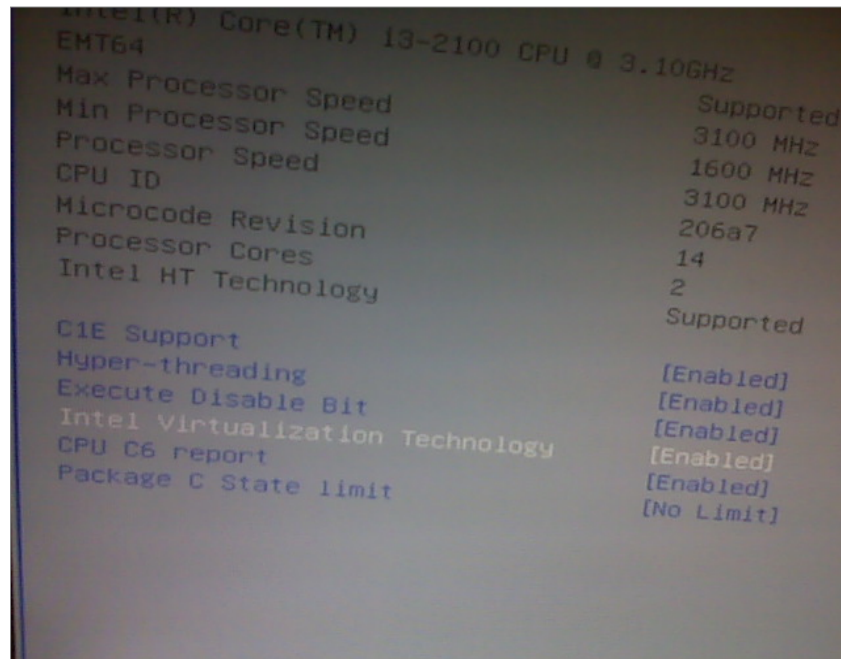 Intel(R) Core(TM) i3-2100 CPU @ 3.10GHz
EMT64 Supported
Max Processor Speed 3100 MHz
Min Processor Speed 1600 MHz
Processor Speed 3100 MHz
CPU ID 206a7
Microcode Revision 14
Processor Cores 2
Intel HT Technology Supported
C1E Support [Enabled]
Hyper-threading [Enabled]
Execute Disable Bit [Enabled]
Intel Virtualization Technology [Enabled]
CPU C6 report [Enabled]
Package C State limit [No Limit]